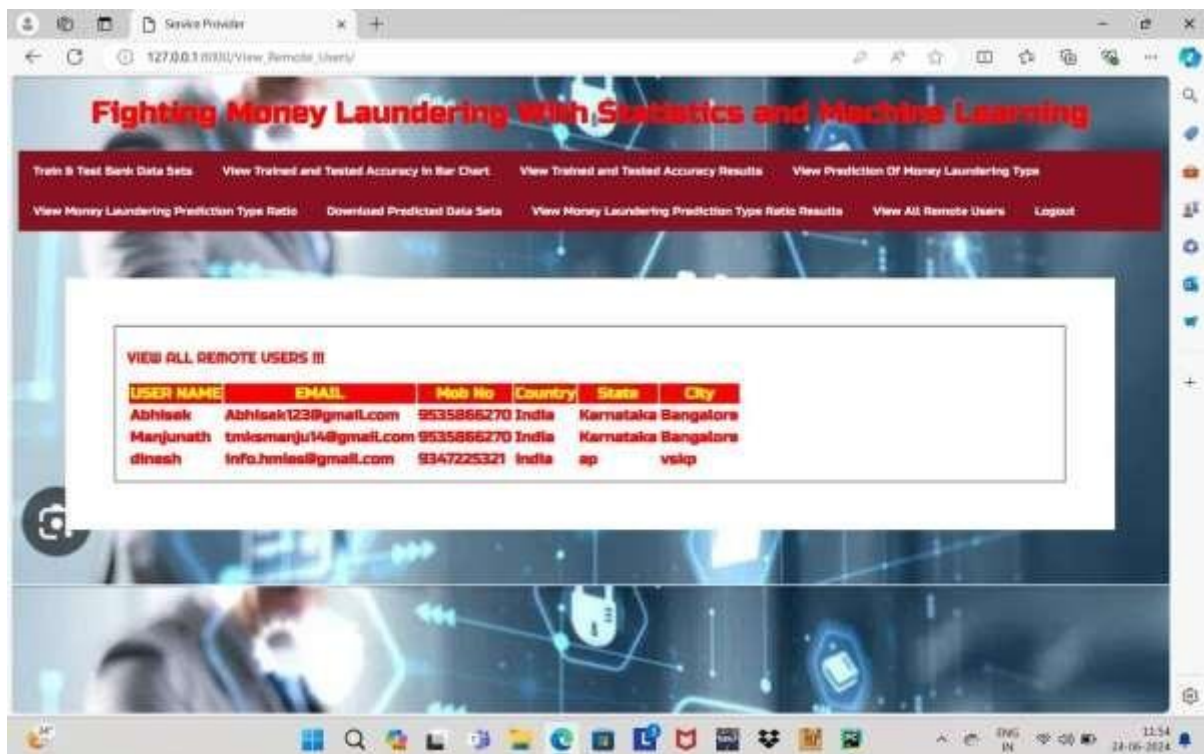 Service Provider
127.0.0.1:8000/View_Remote_Users/
Fighting Money Laundering With Statistics and Machine Learning
Train & Test Bank Data Sets View Trained and Tested Accuracy in Bar Chart View Trained and Tested Accuracy Results View Prediction Of Money Laundering Type
View Money Laundering Prediction Type Ratio Download Predicted Data Sets View Money Laundering Prediction Type Ratio Results View All Remote Users Logout
VIEW ALL REMOTE USERS !!!
USER NAME EMAIL Mob No Country State City
Abhisek Abhisek123@gmail.com 9535866270 India Karnataka Bangalore
Manjunath tmksmanju14@gmail.com 9535866270 India Karnataka Bangalore
dinesh 9347225321 India ap vskp
ENG 11:54
IN